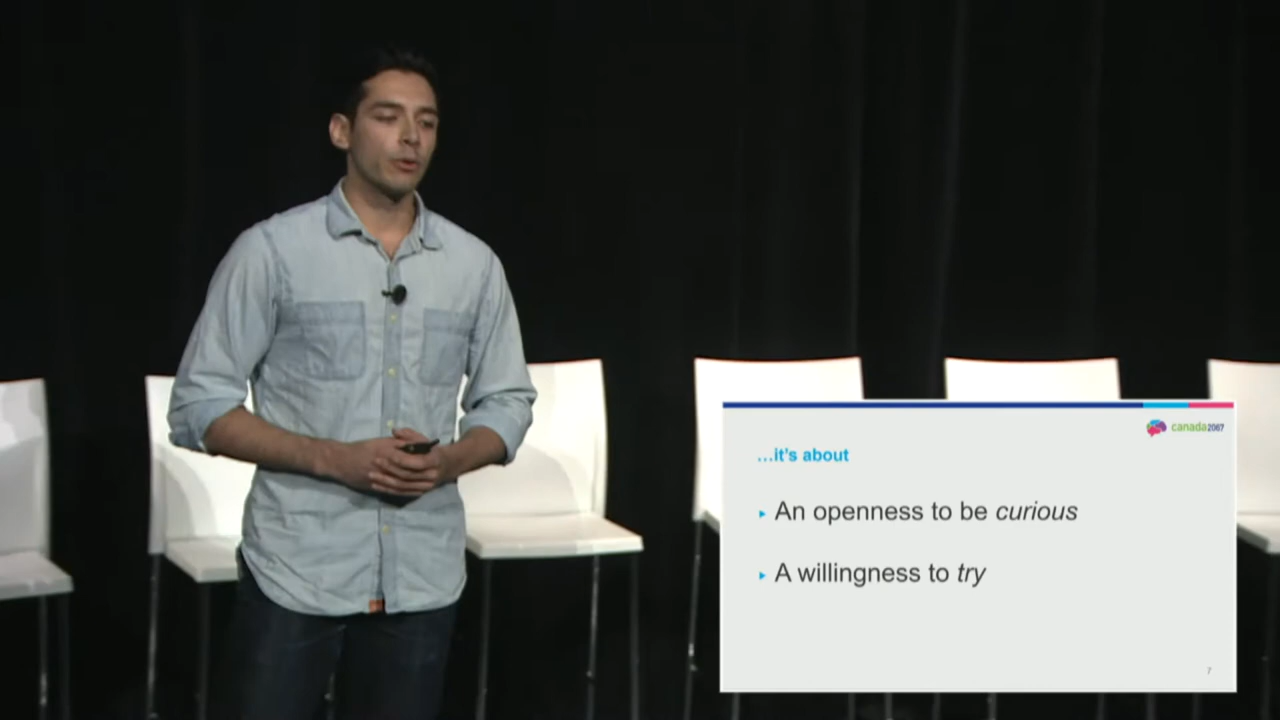 canada2067
…it's about
▸ An openness to be curious
▸ A willingness to try
7